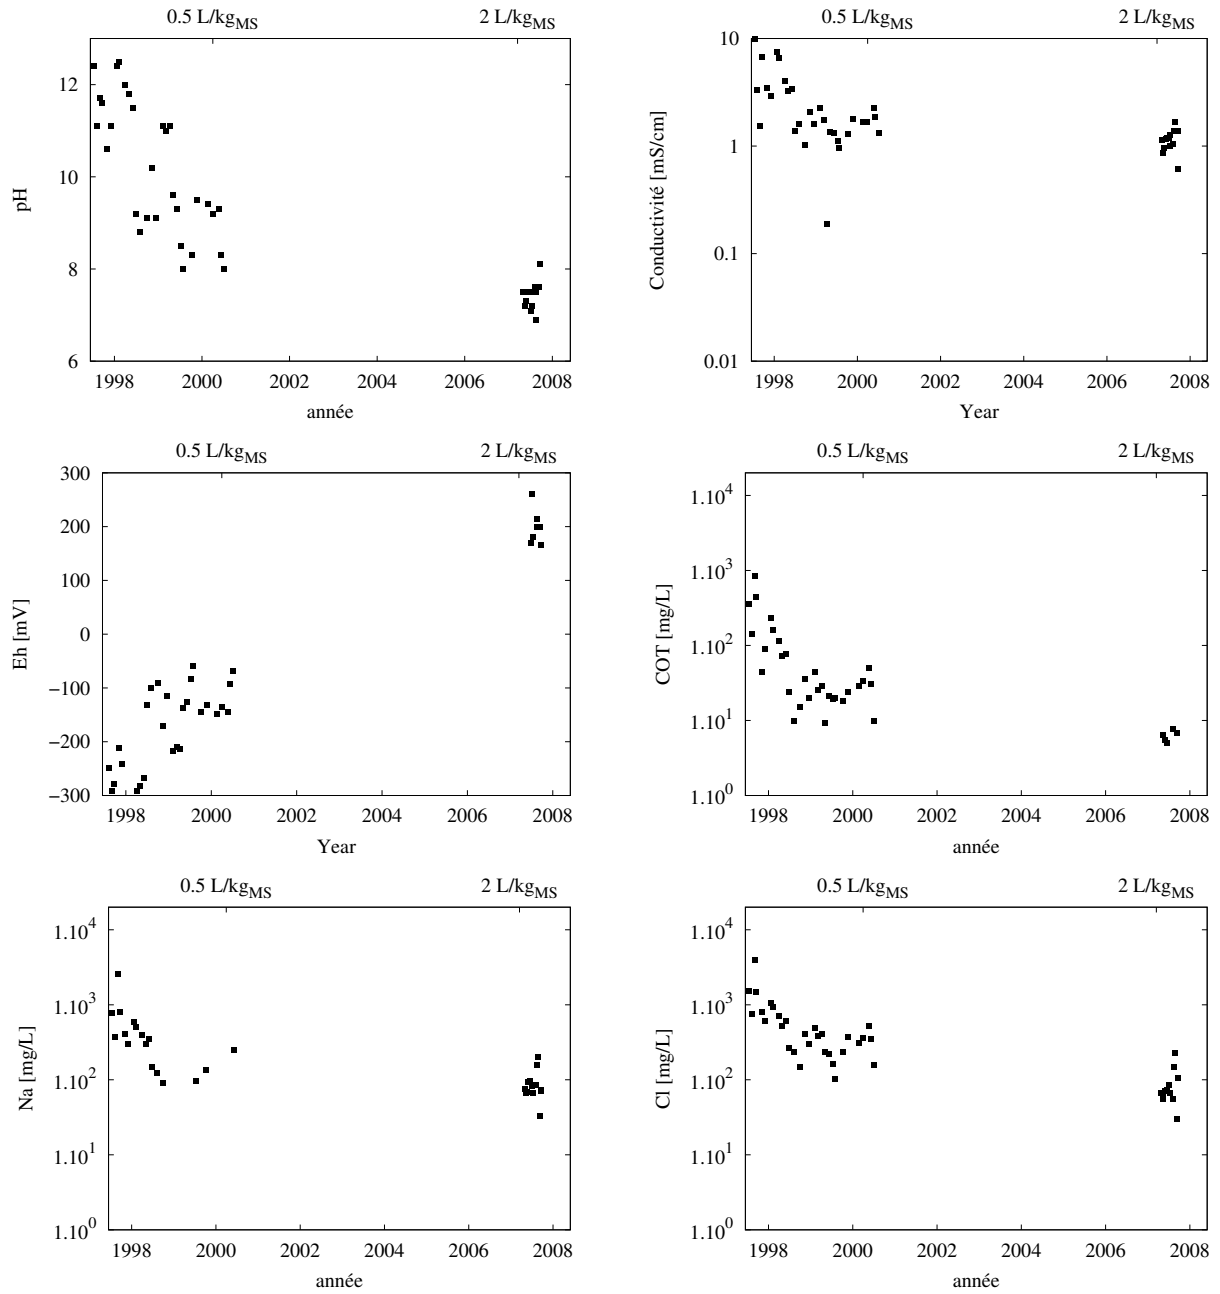 0.5 L/kgMS 2 L/kgMS
12
10
8
6
pH
1998 2000 2002 2004 2006 2008
année
0.5 L/kgMS 2 L/kgMS
10
1
0.1
0.01
Conductivité [mS/cm]
1998 2000 2002 2004 2006 2008
Year
0.5 L/kgMS 2 L/kgMS
300
200
100
0
−100
−200
−300
Eh [mV]
1998 2000 2002 2004 2006 2008
Year
0.5 L/kgMS 2 L/kgMS
1.10^4
1.10^3
1.10^2
1.10^1
1.10^0
COT [mg/L]
1998 2000 2002 2004 2006 2008
année
0.5 L/kgMS 2 L/kgMS
1.10^4
1.10^3
1.10^2
1.10^1
1.10^0
Na [mg/L]
1998 2000 2002 2004 2006 2008
année
0.5 L/kgMS 2 L/kgMS
1.10^4
1.10^3
1.10^2
1.10^1
1.10^0
Cl [mg/L]
1998 2000 2002 2004 2006 2008
année